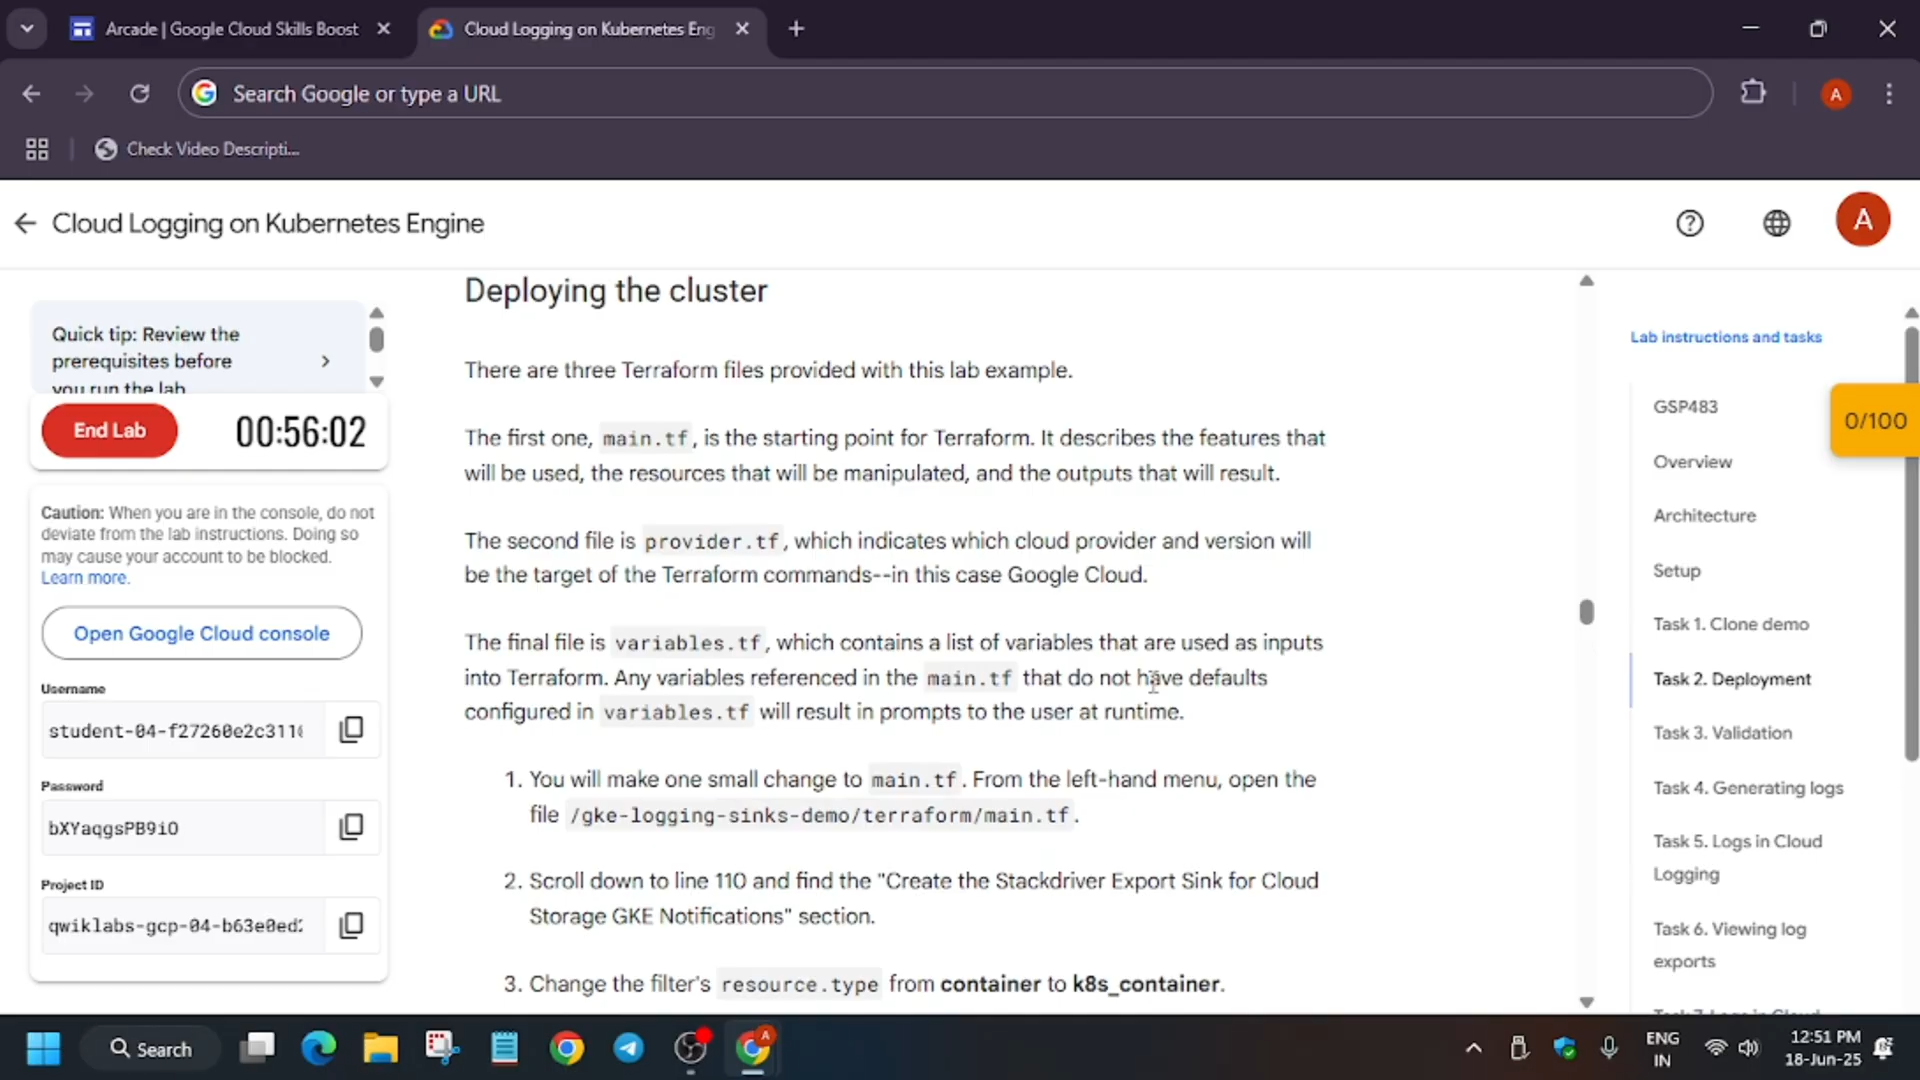 Arcade | Google Cloud Skills Boost
Cloud Logging on Kubernetes Eng
Search Google or type a URL
A
Check Video Descripti...
Cloud Logging on Kubernetes Engine
A
Quick tip: Review the
prerequisites before
you run the lab
End Lab
00:56:02
Caution: When you are in the console, do not
deviate from the lab instructions. Doing so
may cause your account to be blocked.
Learn more.
Open Google Cloud console
Username
student-04-f27260e2c3110
Password
bXYaqgsPB9iO
Project ID
qwiklabs-gcp-04-b63e0ed2
Deploying the cluster
There are three Terraform files provided with this lab example.
The first one, main.tf, is the starting point for Terraform. It describes the features that
will be used, the resources that will be manipulated, and the outputs that will result.
The second file is provider.tf, which indicates which cloud provider and version will
be the target of the Terraform commands--in this case Google Cloud.
The final file is variables.tf, which contains a list of variables that are used as inputs
into Terraform. Any variables referenced in the main.tf that do not have defaults
configured in variables.tf will result in prompts to the user at runtime.
1. You will make one small change to main.tf. From the left-hand menu, open the
file /gke-logging-sinks-demo/terraform/main.tf.
2. Scroll down to line 110 and find the "Create the Stackdriver Export Sink for Cloud
Storage GKE Notifications" section.
3. Change the filter's resource.type from container to k8s_container.
Lab instructions and tasks
GSP483
0/100
Overview
Architecture
Setup
Task 1. Clone demo
Task 2. Deployment
Task 3. Validation
Task 4. Generating logs
Task 5. Logs in Cloud
Logging
Task 6. Viewing log
exports
Task 7. Logs in Cloud
Search
A
ENG
IN
12:51 PM
18-Jun-25